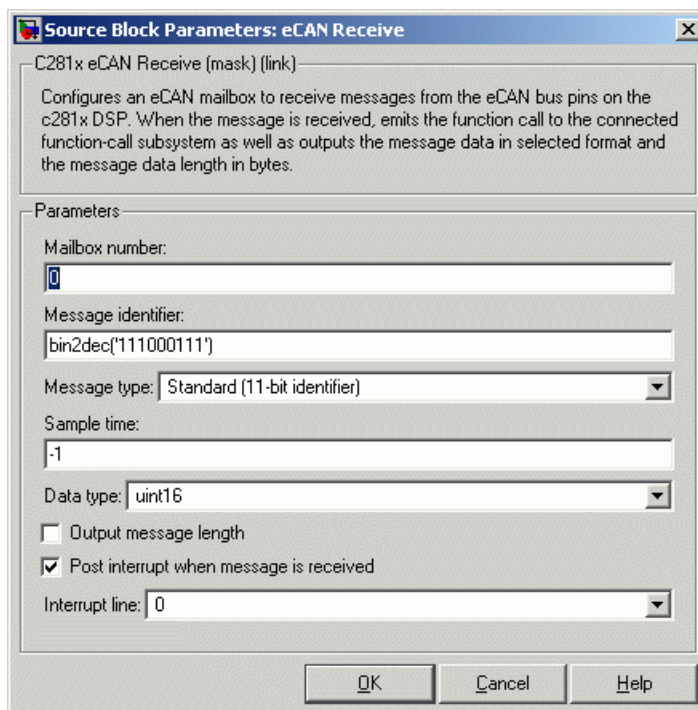 Source Block Parameters: eCAN Receive
C281x eCAN Receive (mask) (link)
Configures an eCAN mailbox to receive messages from the eCAN bus pins on the
c281x DSP. When the message is received, emits the function call to the connected
function-call subsystem as well as outputs the message data in selected format and
the message data length in bytes.
Parameters
Mailbox number:
0
Message identifier:
bin2dec('111000111')
Message type: Standard (11-bit identifier)
Sample time:
-1
Data type: uint16
Output message length
Post interrupt when message is received
Interrupt line: 0
OK Cancel Help